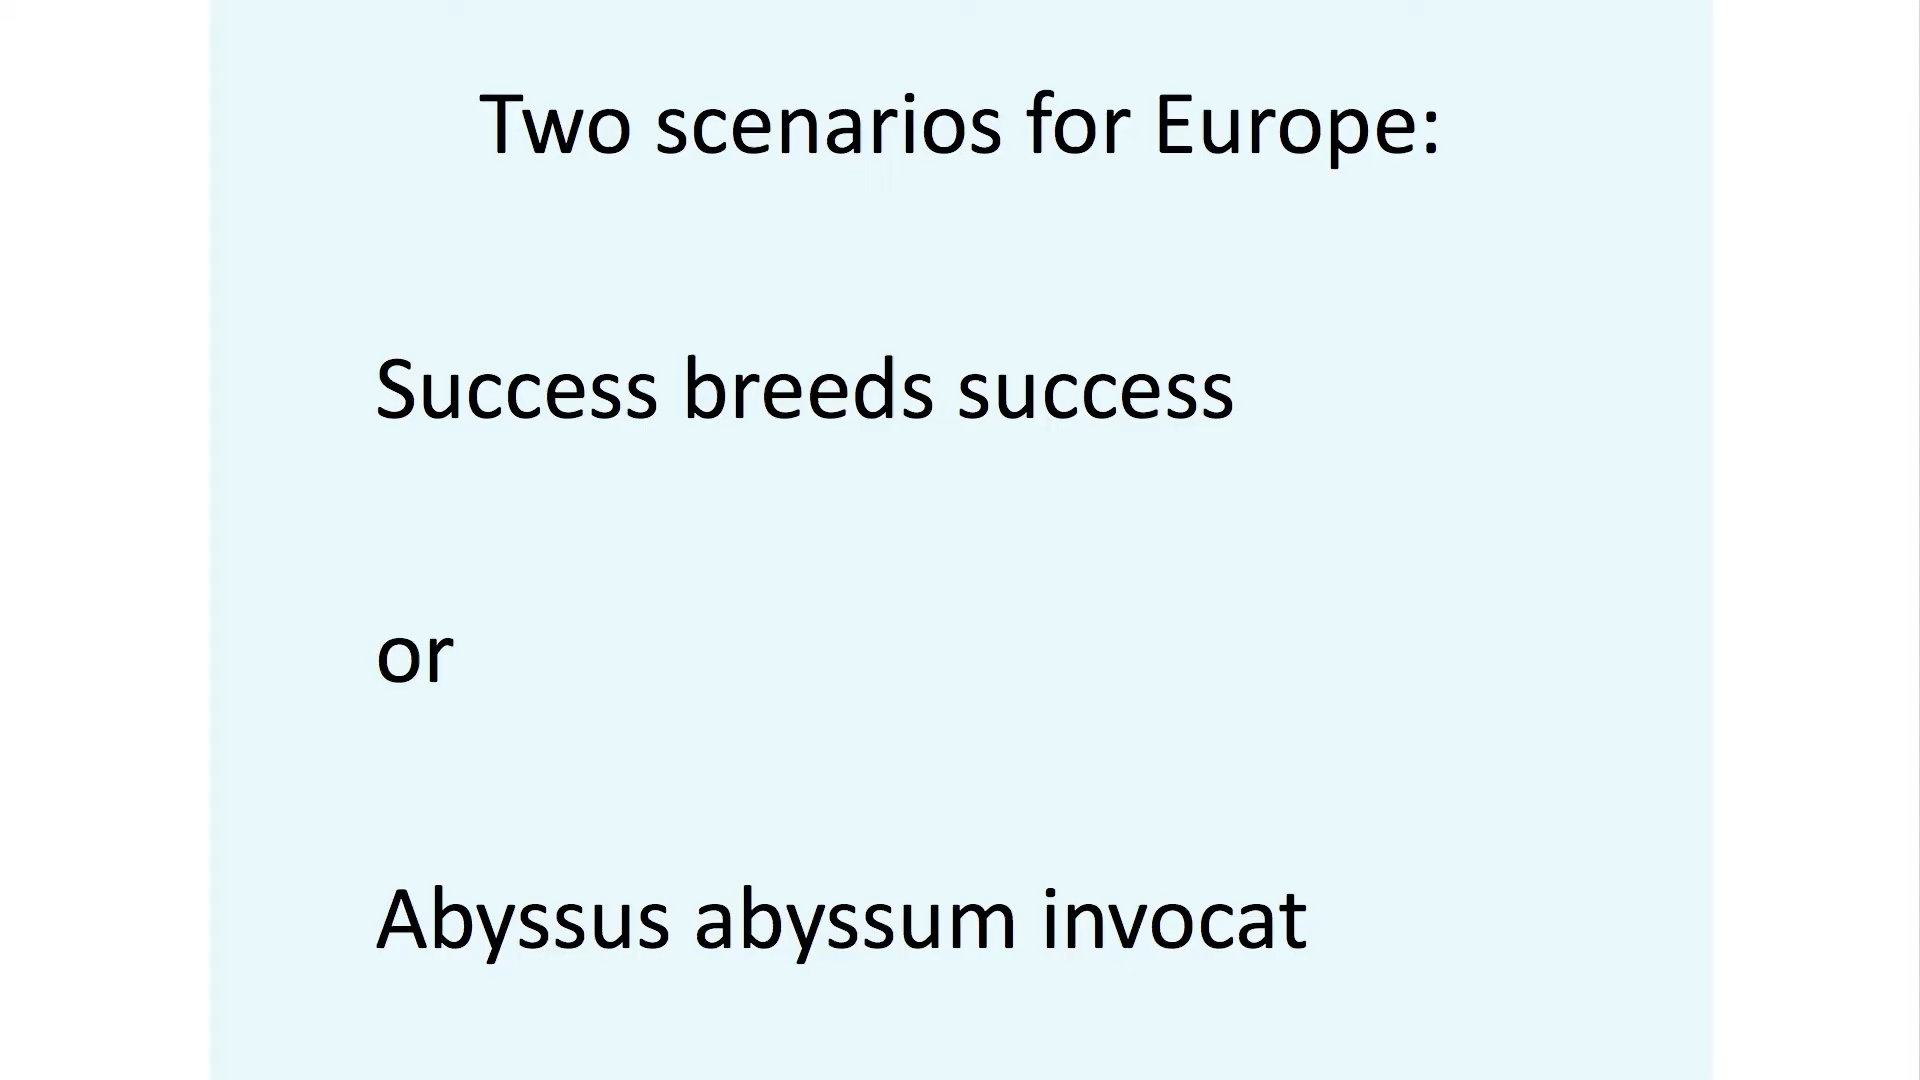 Two scenarios for Europe:
Success breeds success
or
Abyssus abyssum invocat